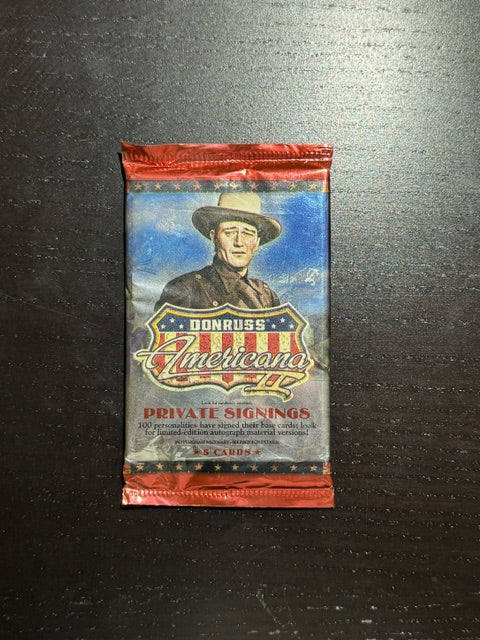 DONRUSS
Americana
II
PRIVATE SIGNINGS
100 personalities have signed their base cards; look
for limited-edition autograph material versions!
5 CARDS